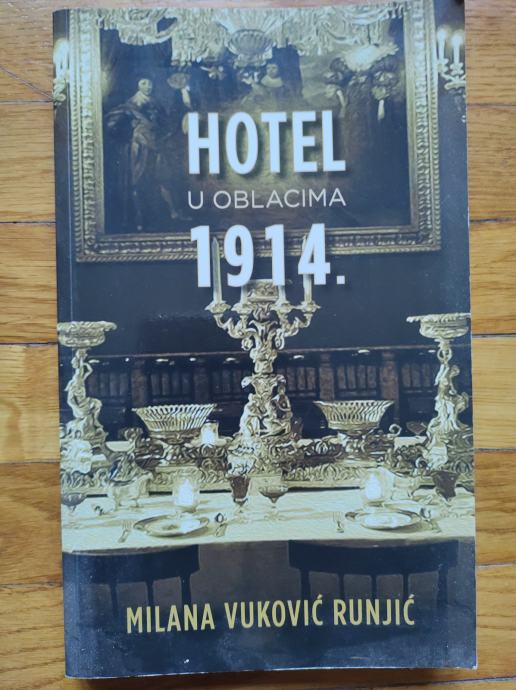 HOTEL
U OBLACIMA
1914.
MILANA VUKOVIĆ RUNJIĆ